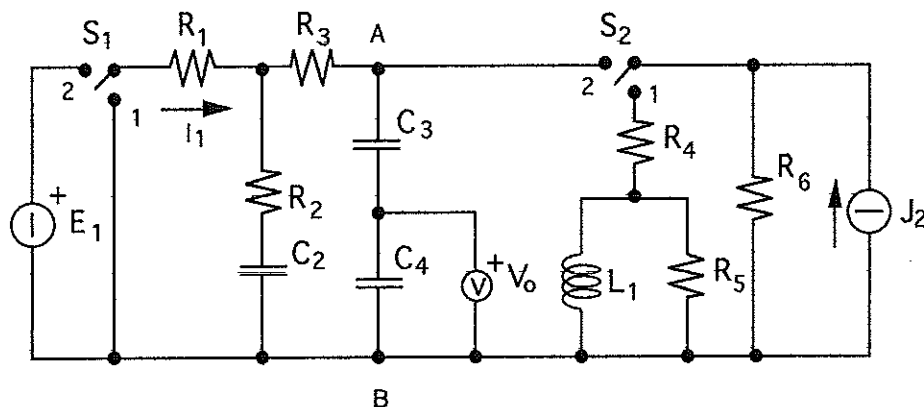 S1 R1 R3 A S2
2 1 I1 2 1
C3 R4
R2 R6
+ E1 J2
C2 C4 + V Vo L1 R5
B